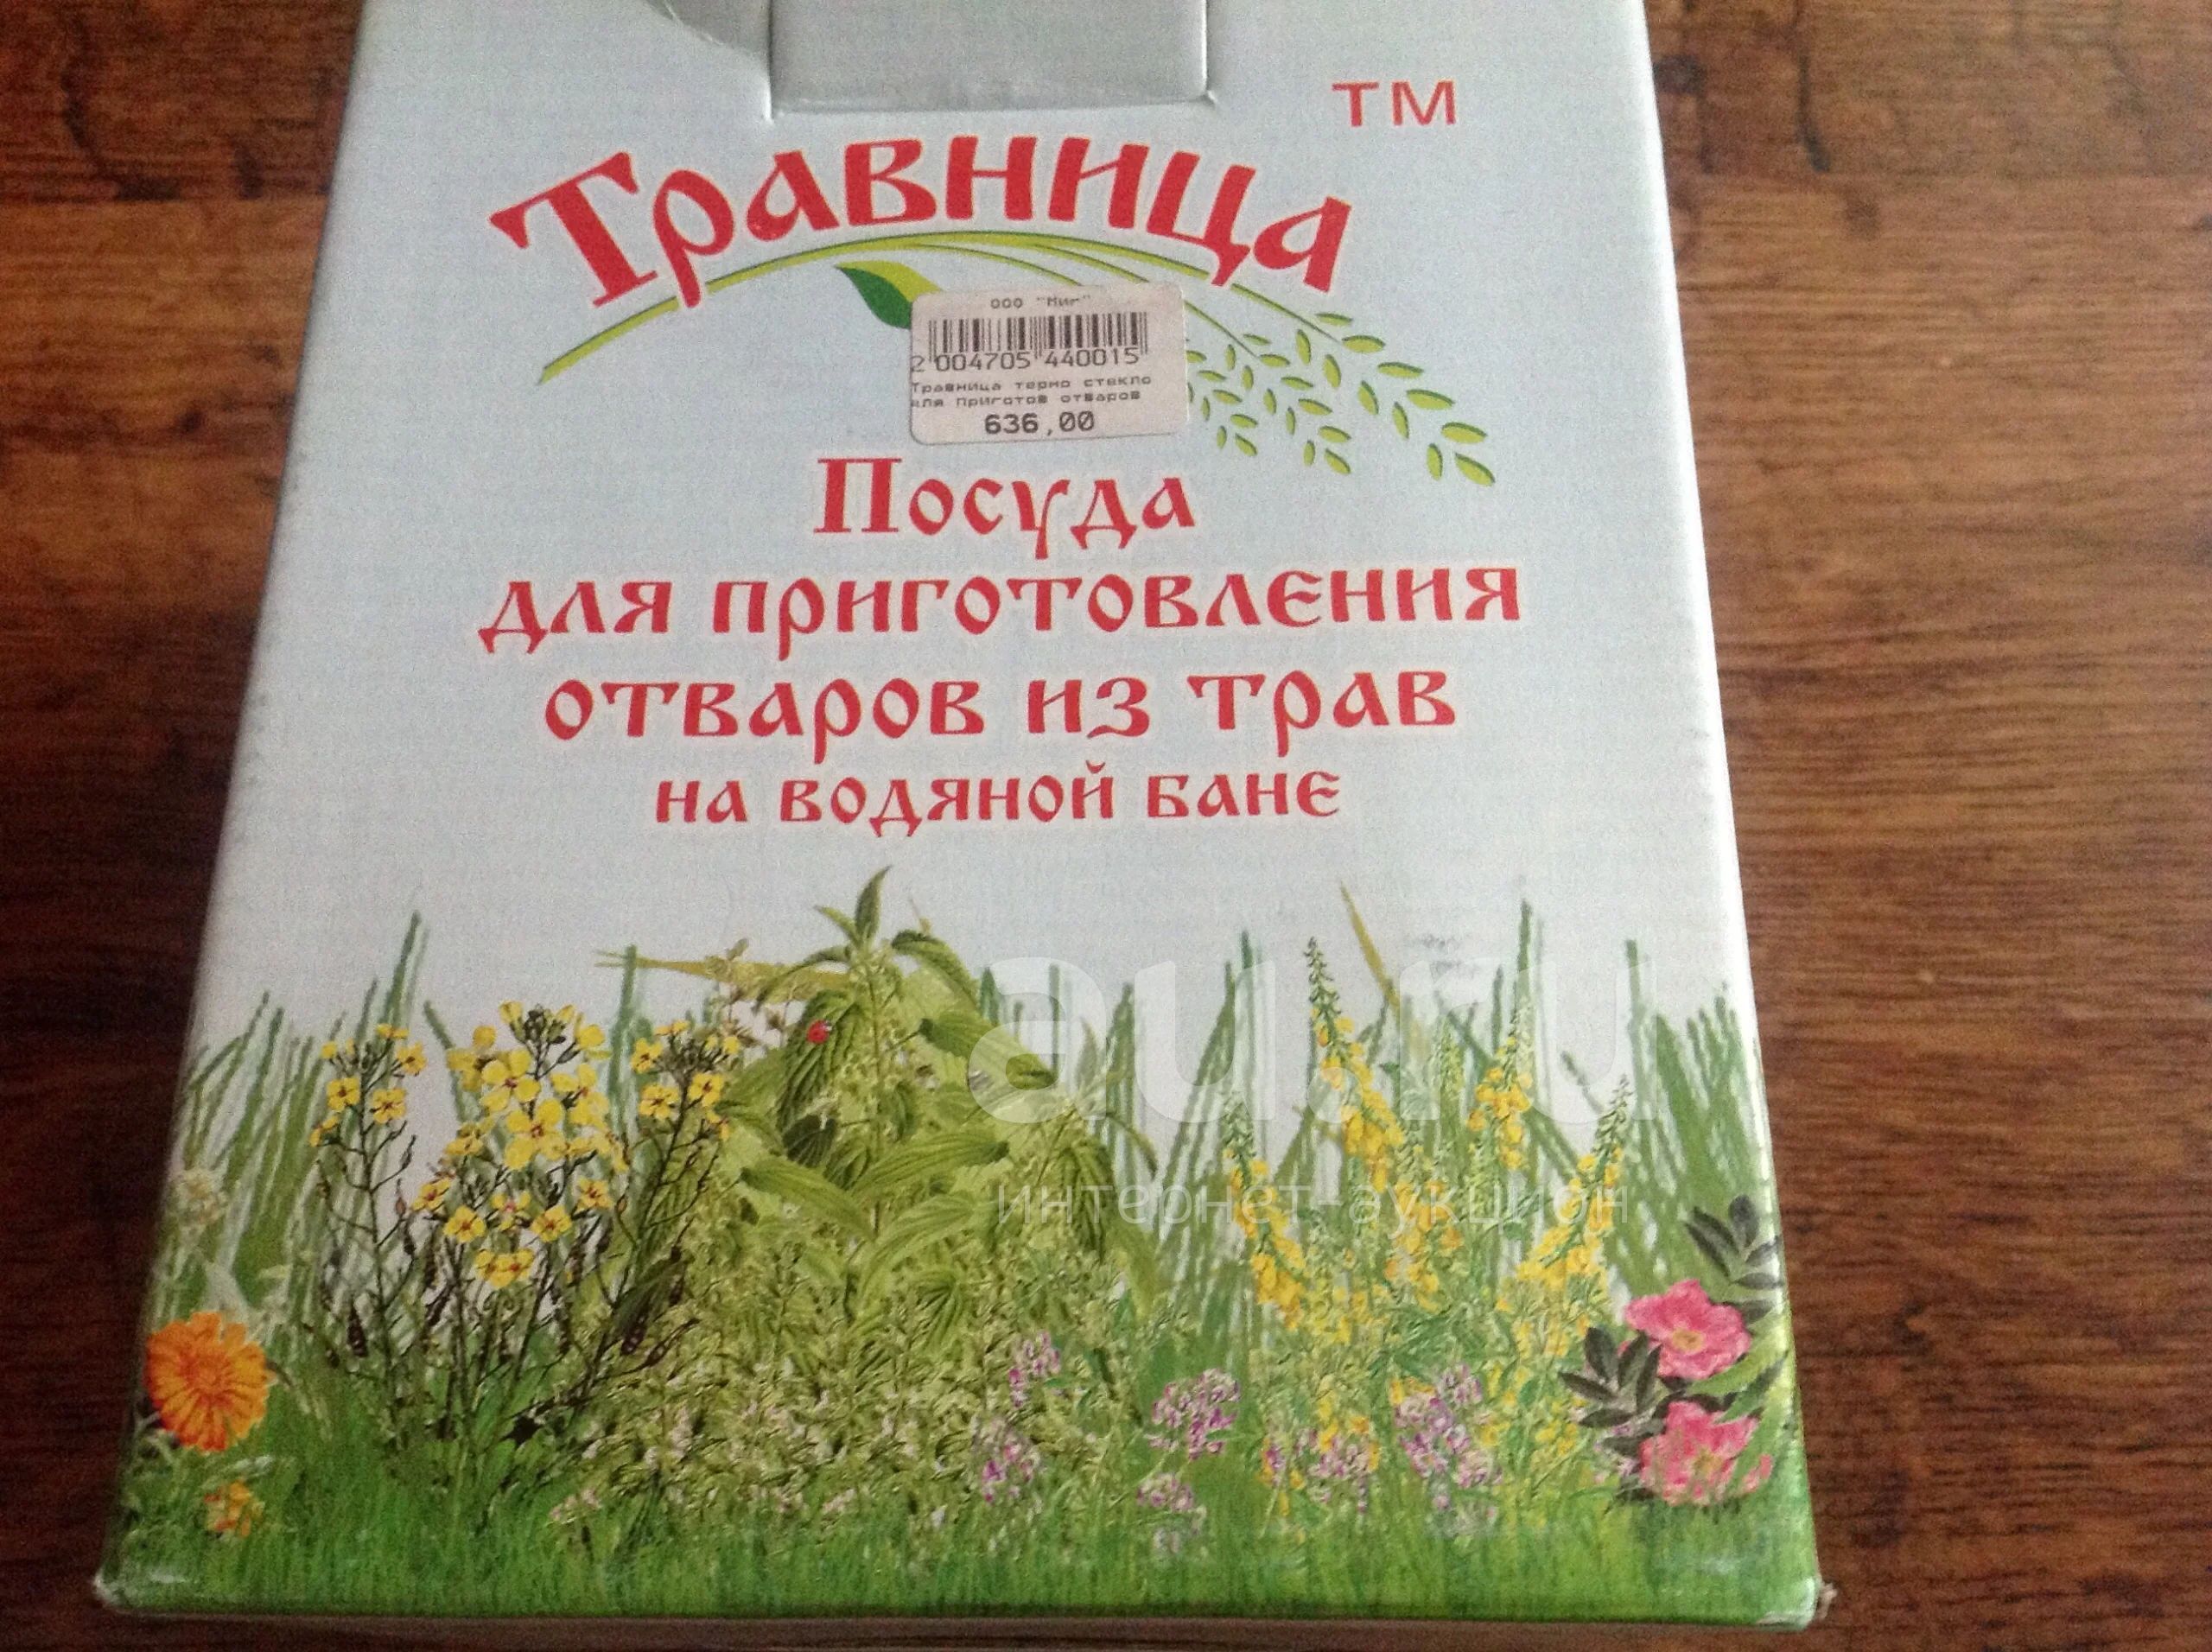 ТМ
Травница
ООО "Миг"
2 004705 440015
Травница термо стекло
для приготов отваров
636,00
Посуда
для приготовления
отваров из трав
на водяной бане
au.ru
интернет-аукцион